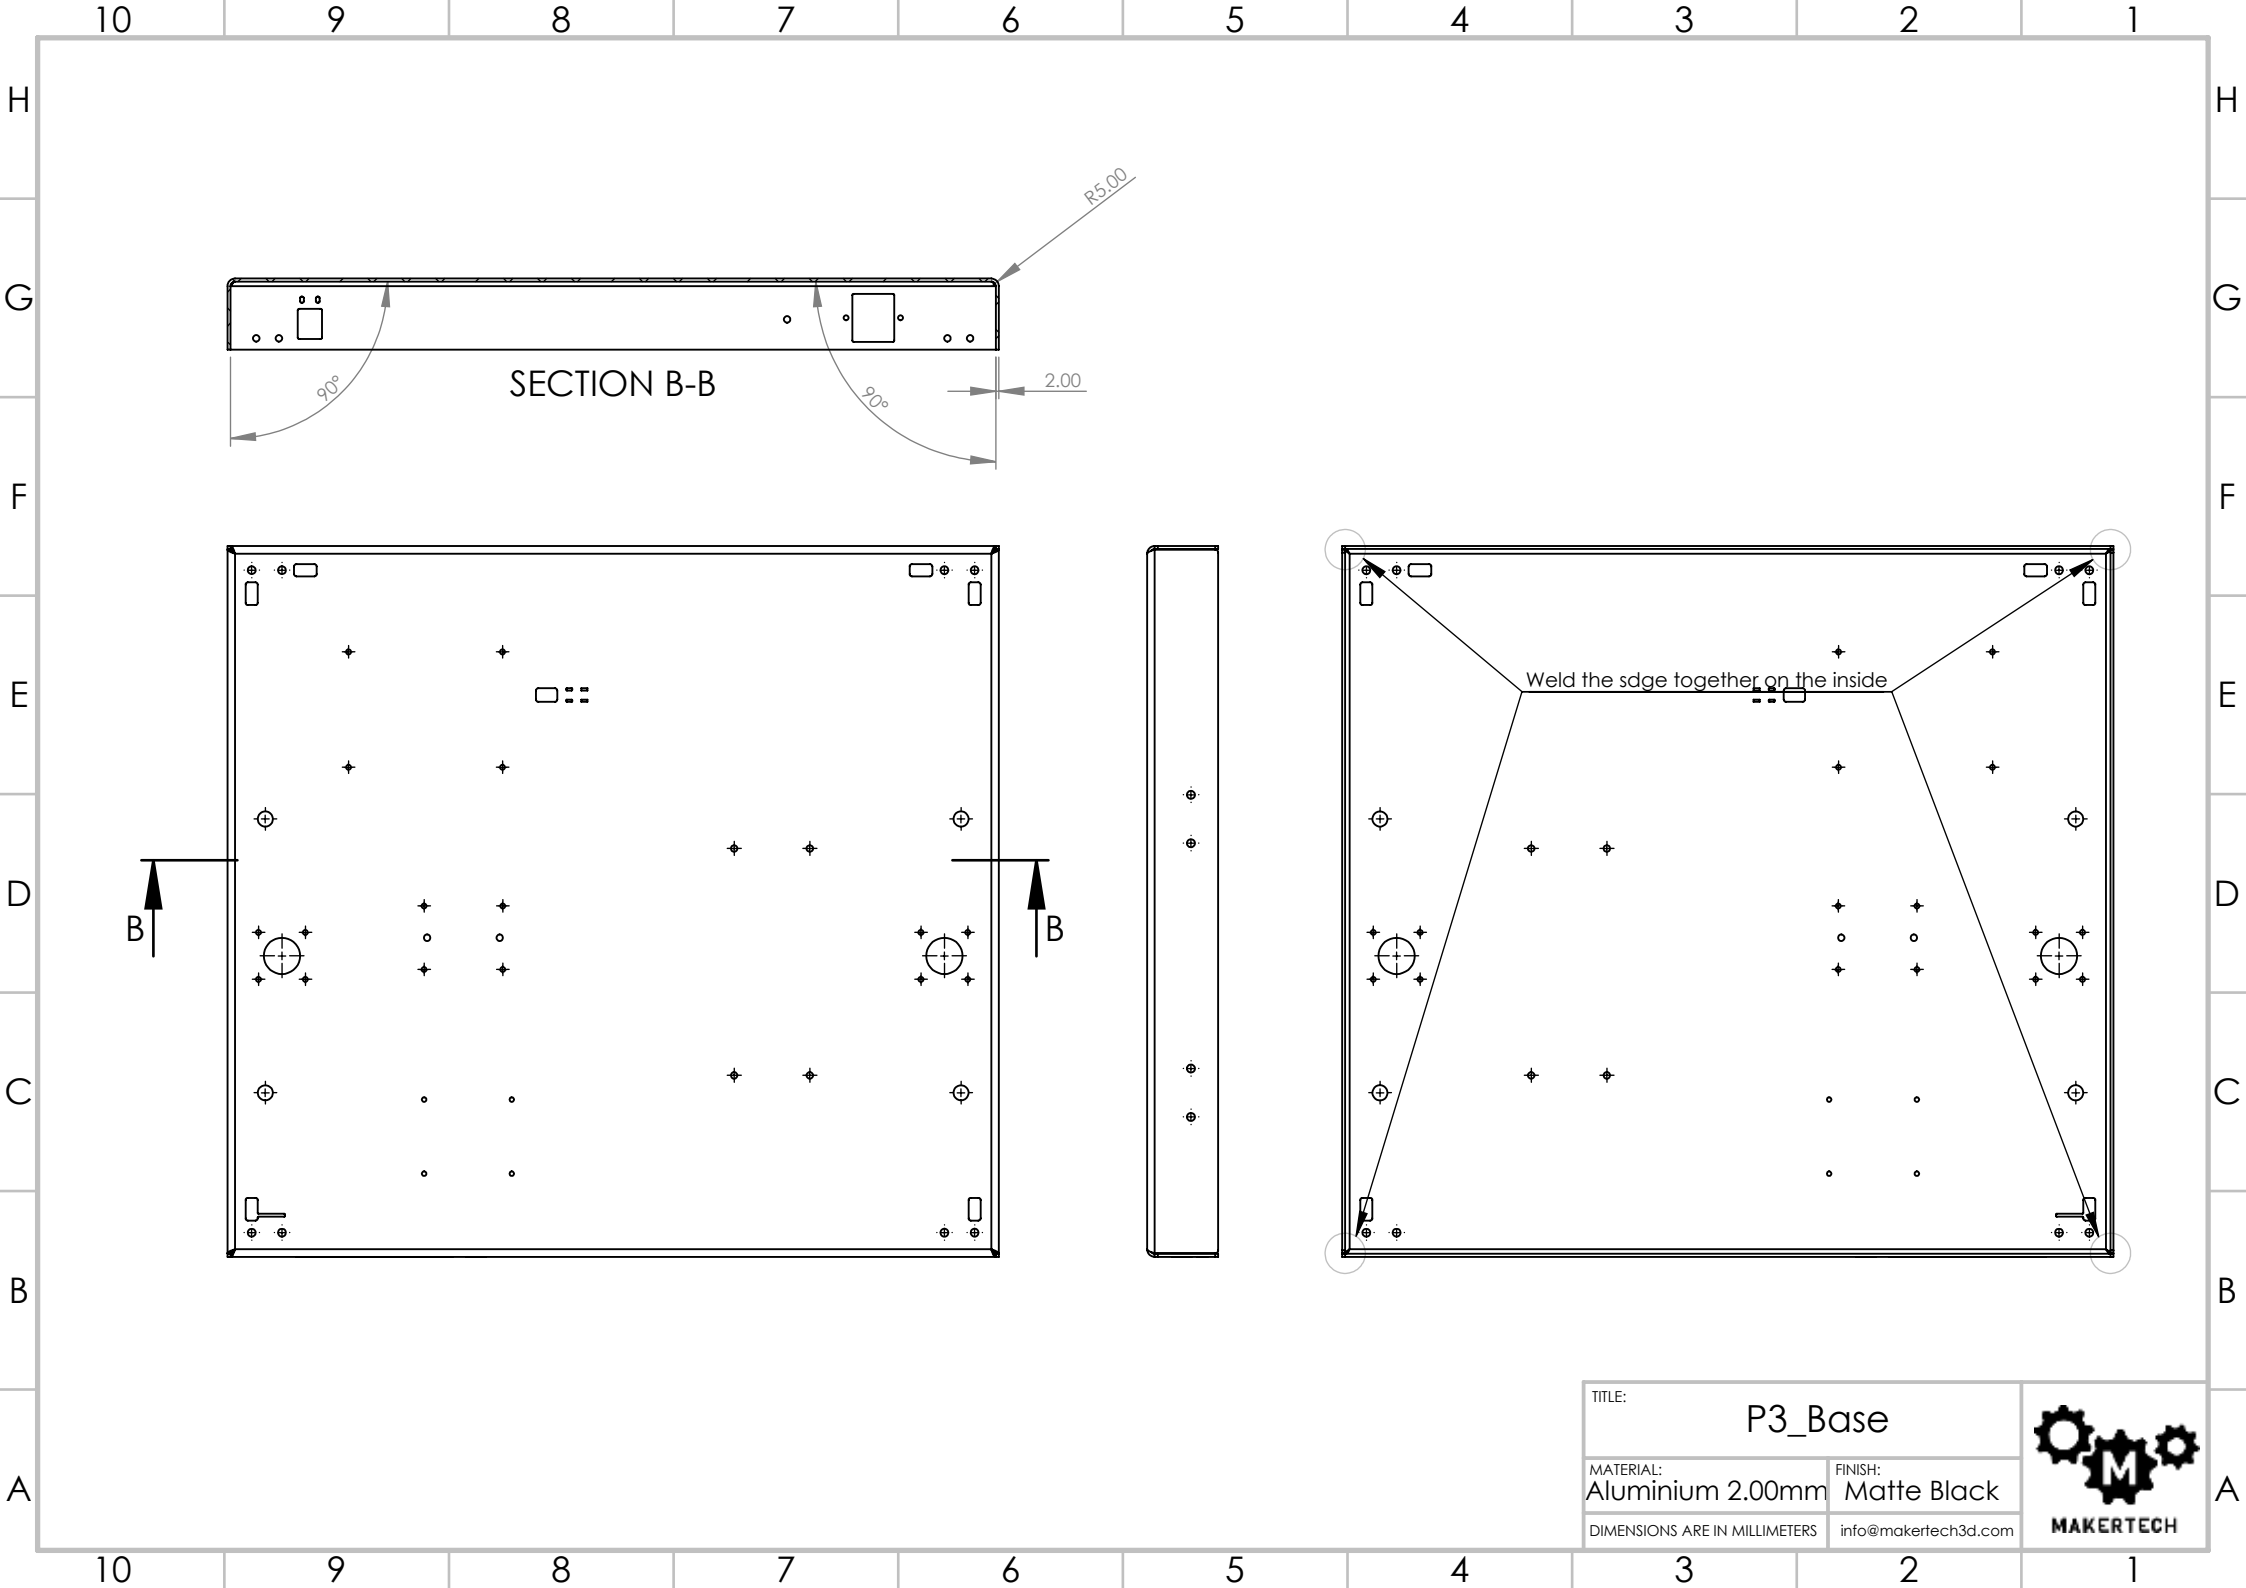 10 9 8 7 6 5 4 3 2 1
H H
R5.00
G G
90°
SECTION B-B
90°
2.00
F F
Weld the sdge together on the inside
E E
D D
B B
C C
B B
TITLE:
P3_Base
MATERIAL:
Aluminium 2.00mm
FINISH:
Matte Black
A A
DIMENSIONS ARE IN MILLIMETERS
info@makertech3d.com
M
MAKERTECH
10 9 8 7 6 5 4 3 2 1